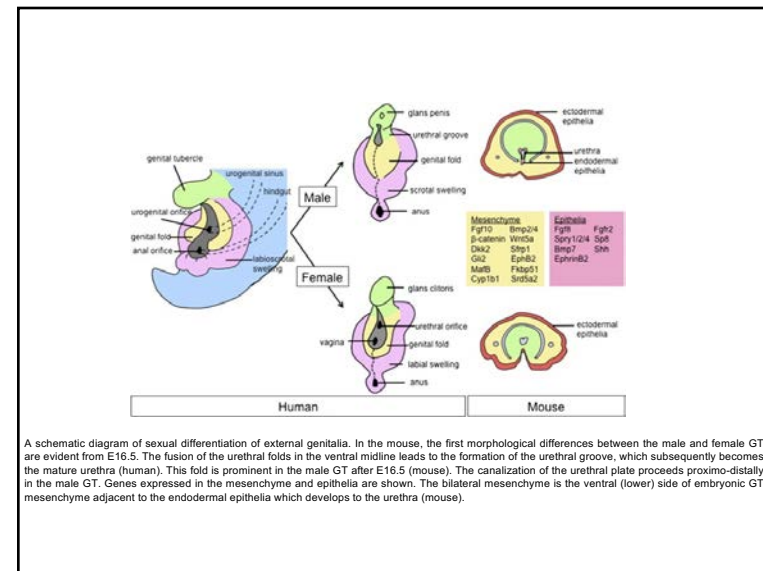 glans penis
urethral groove
genital fold
scrotal swelling
anus
ectodermal
epithelia
urethra
endodermal
epithelia
genital tubercle
urogenital sinus
hindgut
urogenital orifice
genital fold
anal orifice
labioscrotal
swelling
Male
Female
Mesenchyme
Fgf10 Bmp2/4
β-catenin Wnt5a
Dkk2 Sfrp1
Gli2 EphB2
MafB Fkbp51
Cyp1b1 Srd5a2
Epithelia
Fgf8 Fgfr2
Spry1/2/4 Sp8
Bmp7 Shh
EphrinB2
glans clitoris
urethral orifice
vagina
genital fold
labial swelling
anus
ectodermal
epithelia
Human
Mouse
A schematic diagram of sexual differentiation of external genitalia. In the mouse, the first morphological differences between the male and female GT
are evident from E16.5. The fusion of the urethral folds in the ventral midline leads to the formation of the urethral groove, which subsequently becomes
the mature urethra (human). This fold is prominent in the male GT after E16.5 (mouse). The canalization of the urethral plate proceeds proximo-distally
in the male GT. Genes expressed in the mesenchyme and epithelia are shown. The bilateral mesenchyme is the ventral (lower) side of embryonic GT
mesenchyme adjacent to the endodermal epithelia which develops to the urethra (mouse).